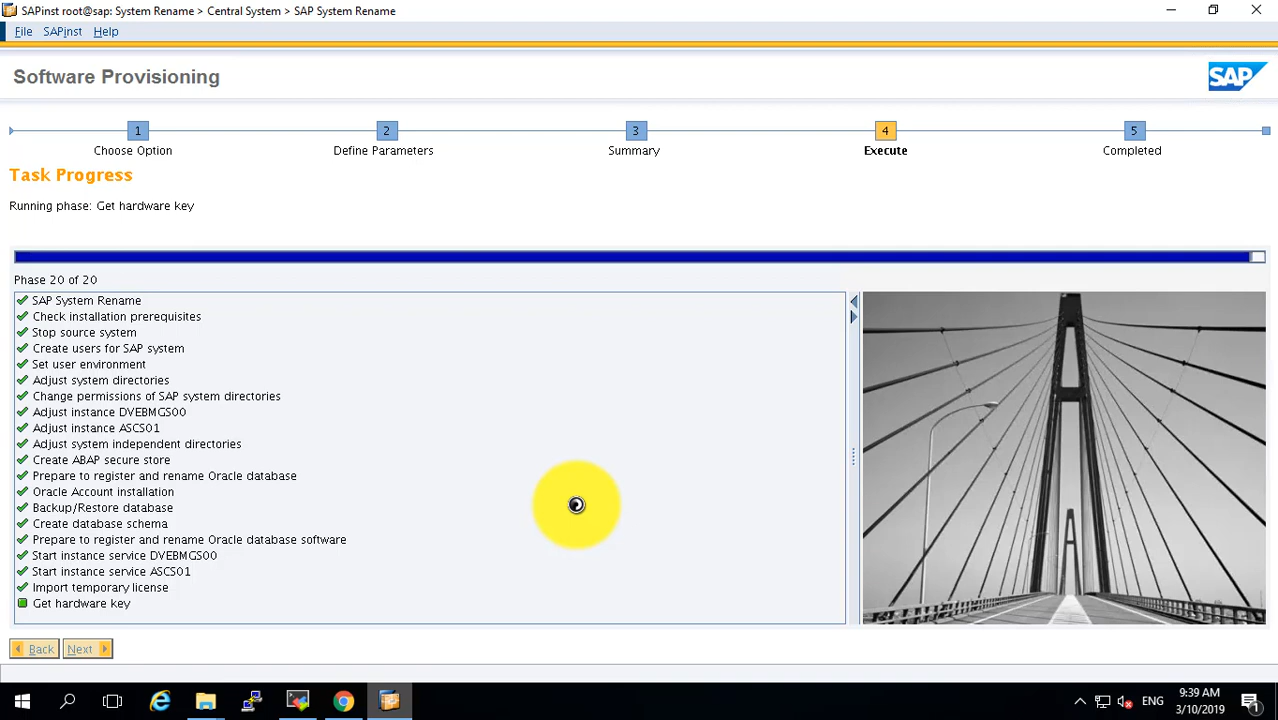 SAPinst root@sap: System Rename > Central System > SAP System Rename
File SAPinst Help
Software Provisioning
SAP
1 2 3 4 5
Choose Option Define Parameters Summary Execute Completed
Task Progress
Running phase: Get hardware key
Phase 20 of 20
SAP System Rename
Check installation prerequisites
Stop source system
Create users for SAP system
Set user environment
Adjust system directories
Change permissions of SAP system directories
Adjust instance DVEBMGS00
Adjust instance ASCS01
Adjust system independent directories
Create ABAP secure store
Prepare to register and rename Oracle database
Oracle Account installation
Backup/Restore database
Create database schema
Prepare to register and rename Oracle database software
Start instance service DVEBMGS00
Start instance service ASCS01
Import temporary license
Get hardware key
Back Next
ENG
9:39 AM
3/10/2019
1